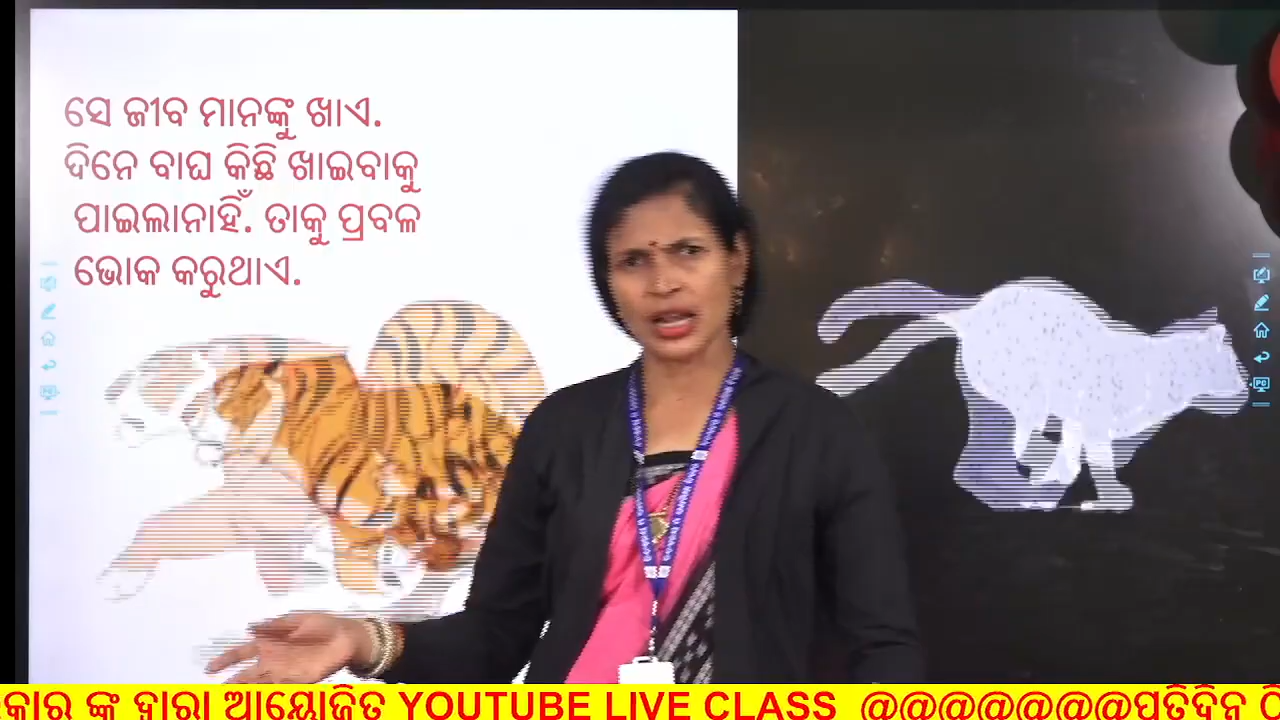 ସେ ଜୀବ ମାନଙ୍କୁ ଖାଏ.
ଦିନେ ବାଘ କିଛି ଖାଇବାକୁ
ପାଇଲାନାହିଁ. ତାକୁ ପ୍ରବଳ
ଭୋକ କରୁଥାଏ.
ଙ୍କ ଦ୍ୱାରା ଆୟୋଜିତ YOUTUBE LIVE CLASS @@@@@@@ପ୍ରତିଦିନ